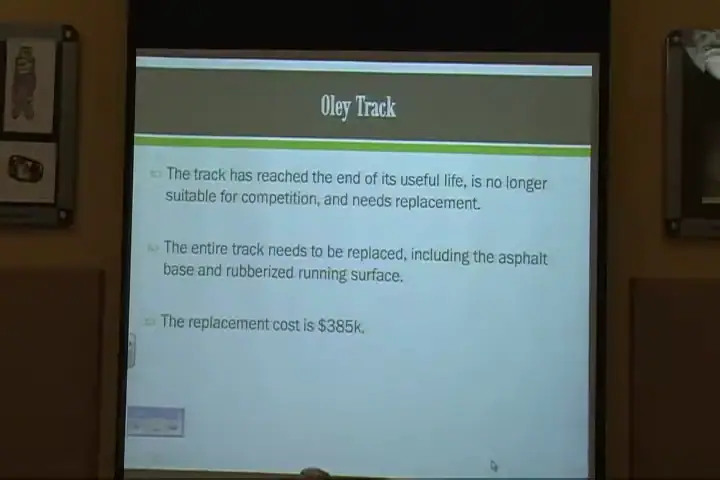 Oley Track
The track has reached the end of its useful life, is no longer
suitable for competition, and needs replacement.
The entire track needs to be replaced, including the asphalt
base and rubberized running surface.
The replacement cost is $385k.